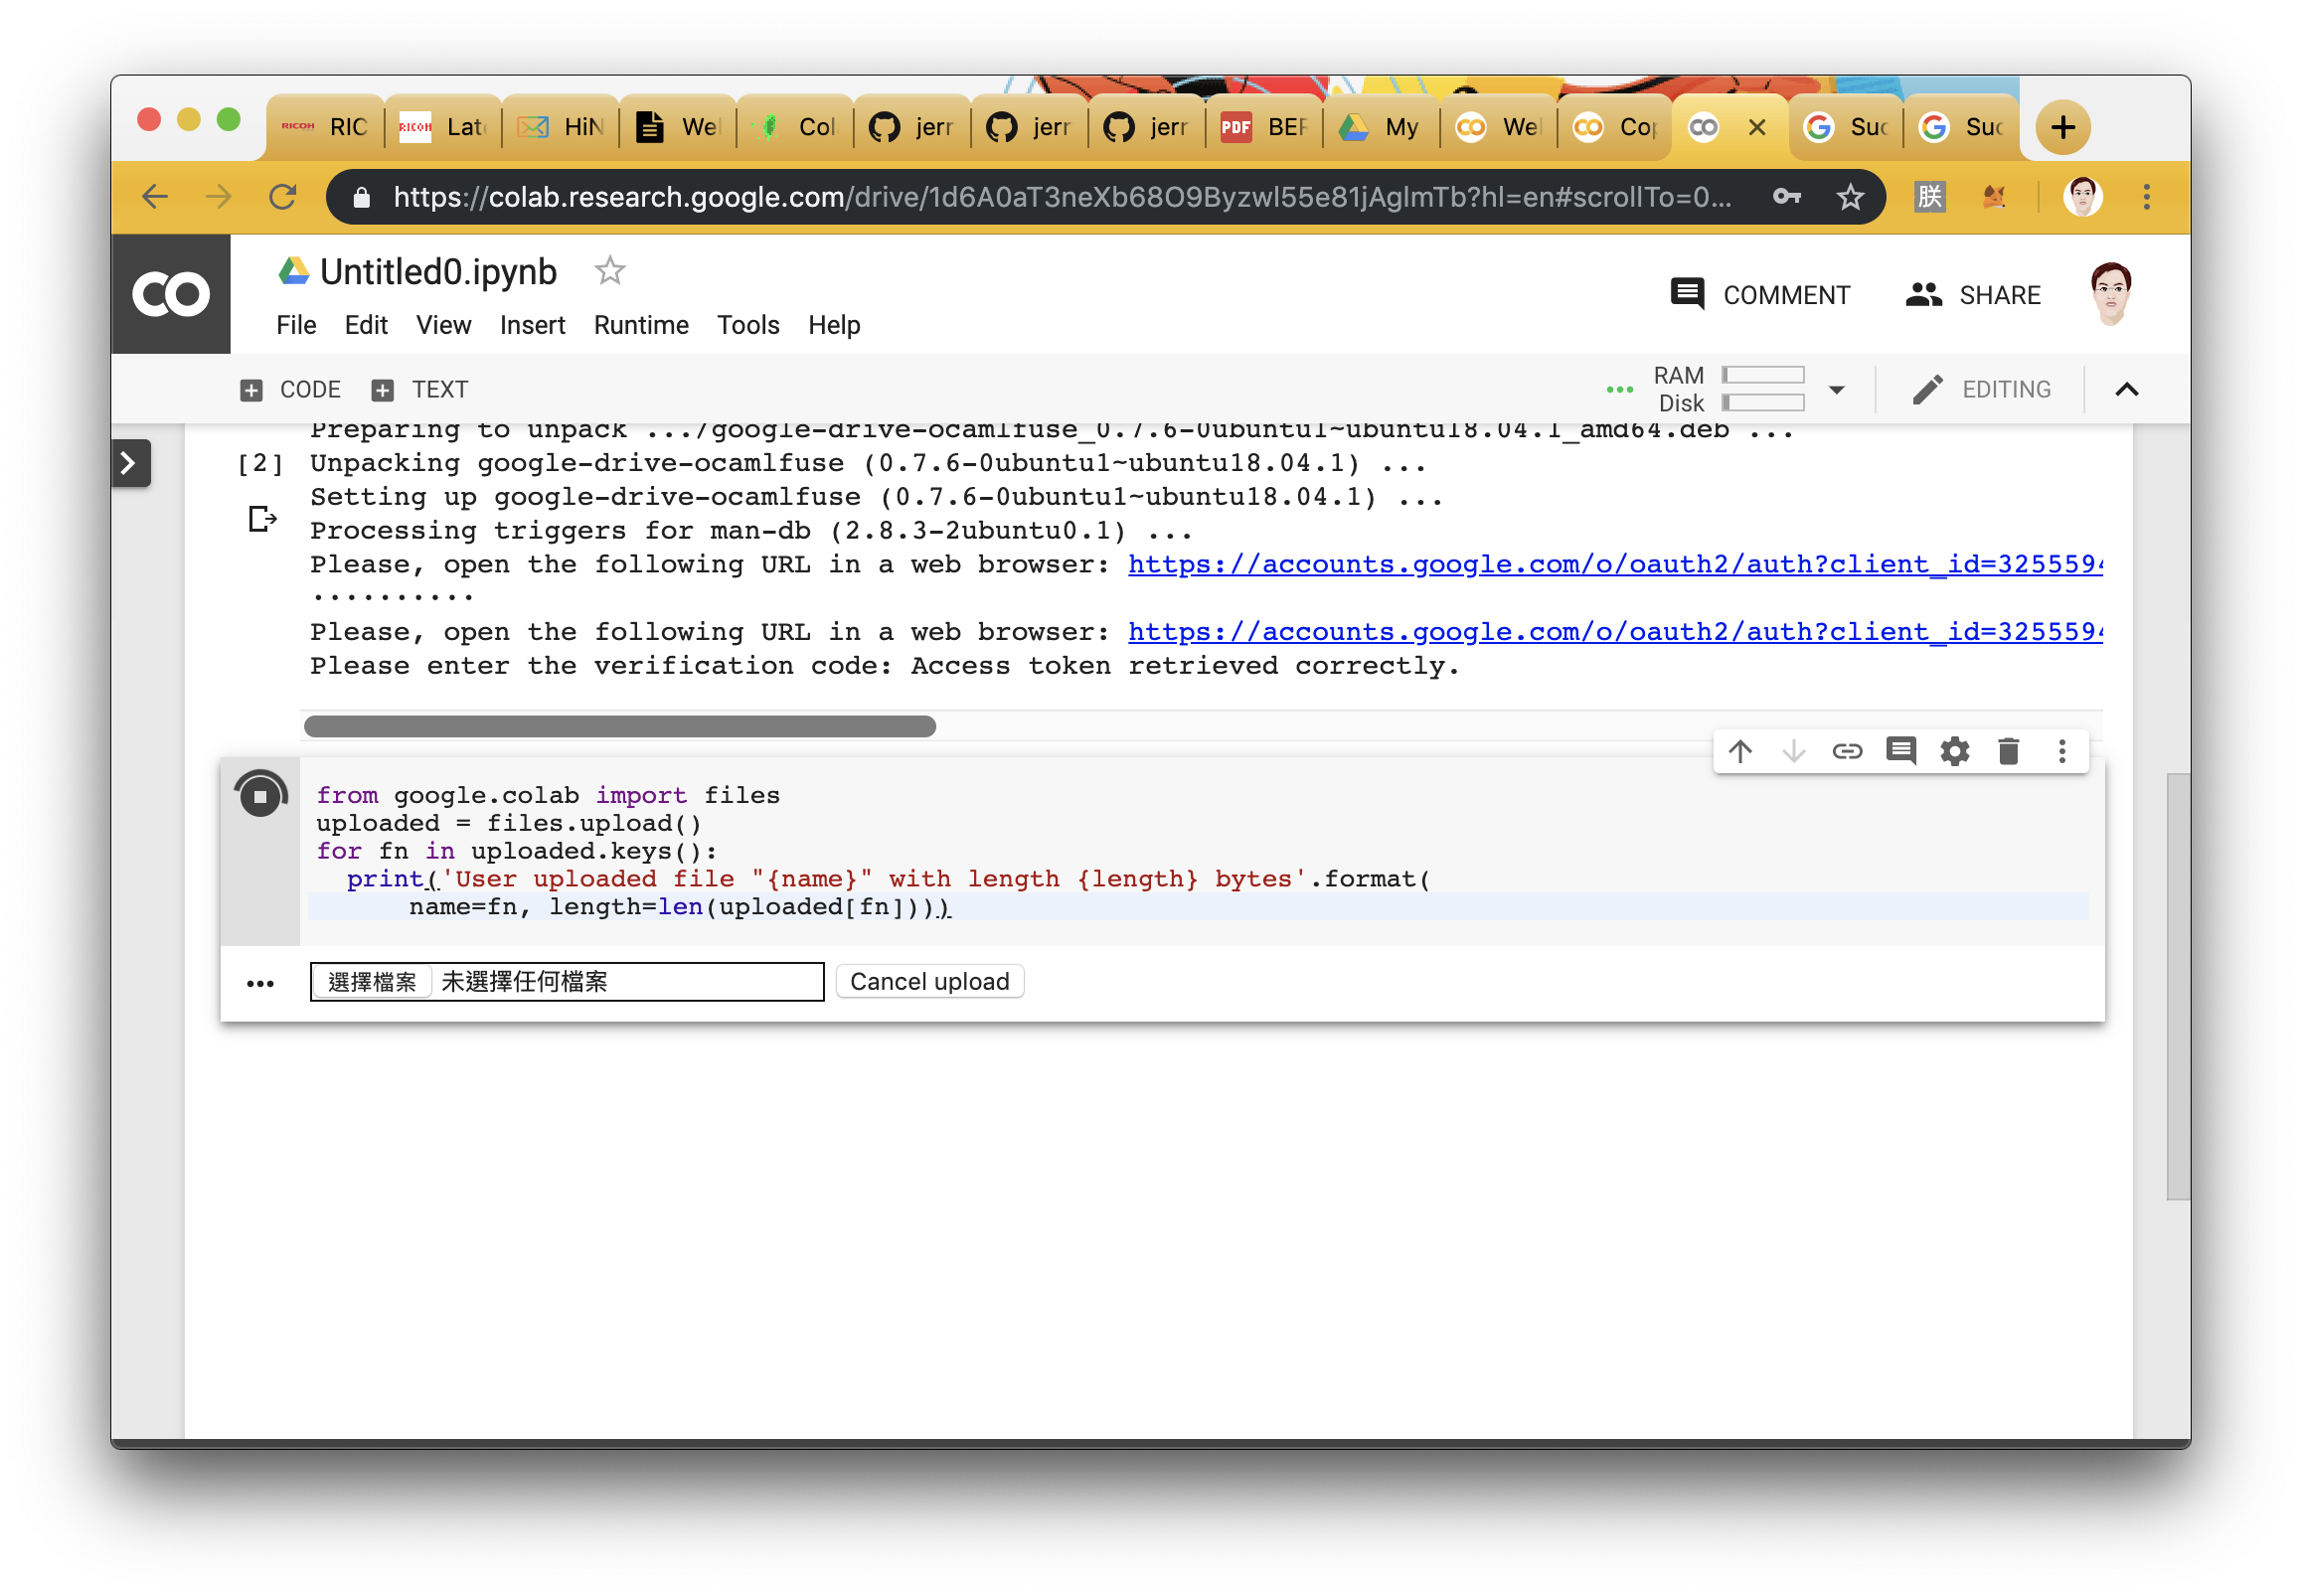 RICOH RIC
RICOH Late
HiN
We
Col
jerr
jerr
jerr
PDF BER
My
We
Cop
Suc
Suc
https://colab.research.google.com/drive/1d6A0aT3neXb68O9Byzwl55e81jAglmTb?hl=en#scrollTo=0...
朕
Untitled0.ipynb
COMMENT
SHARE
File Edit View Insert Runtime Tools Help
CODE TEXT
RAM
Disk
EDITING
Preparing to unpack .../google-drive-ocamlfuse_0.7.6-0ubuntu1~ubuntu18.04.1_amd64.deb ...
[2] Unpacking google-drive-ocamlfuse (0.7.6-0ubuntu1~ubuntu18.04.1) ...
Setting up google-drive-ocamlfuse (0.7.6-0ubuntu1~ubuntu18.04.1) ...
Processing triggers for man-db (2.8.3-2ubuntu0.1) ...
Please, open the following URL in a web browser: https://accounts.google.com/o/oauth2/auth?client_id=3255594
..........
Please, open the following URL in a web browser: https://accounts.google.com/o/oauth2/auth?client_id=3255594
Please enter the verification code: Access token retrieved correctly.
from google.colab import files
uploaded = files.upload()
for fn in uploaded.keys():
  print('User uploaded file "{name}" with length {length} bytes'.format(
      name=fn, length=len(uploaded[fn])))
選擇檔案 未選擇任何檔案 Cancel upload